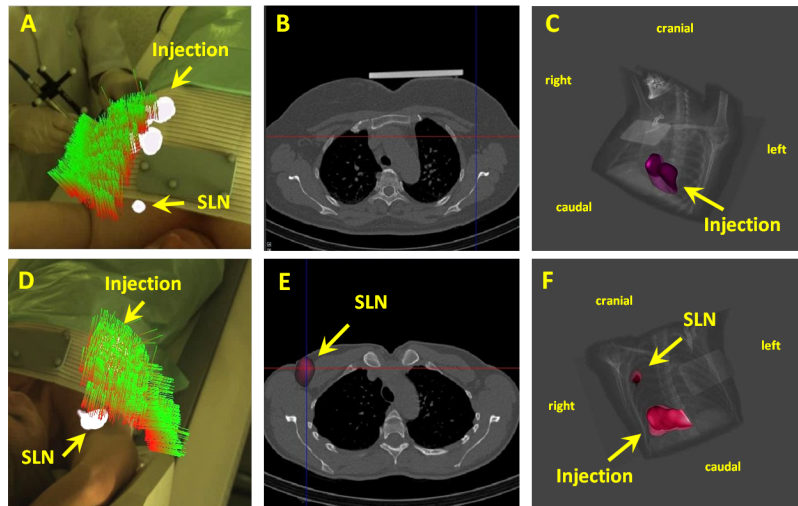 A
Injection
SLN
B
C
cranial
right
left
caudal
Injection
D
Injection
SLN
E
SLN
F
cranial
SLN
left
right
Injection
caudal